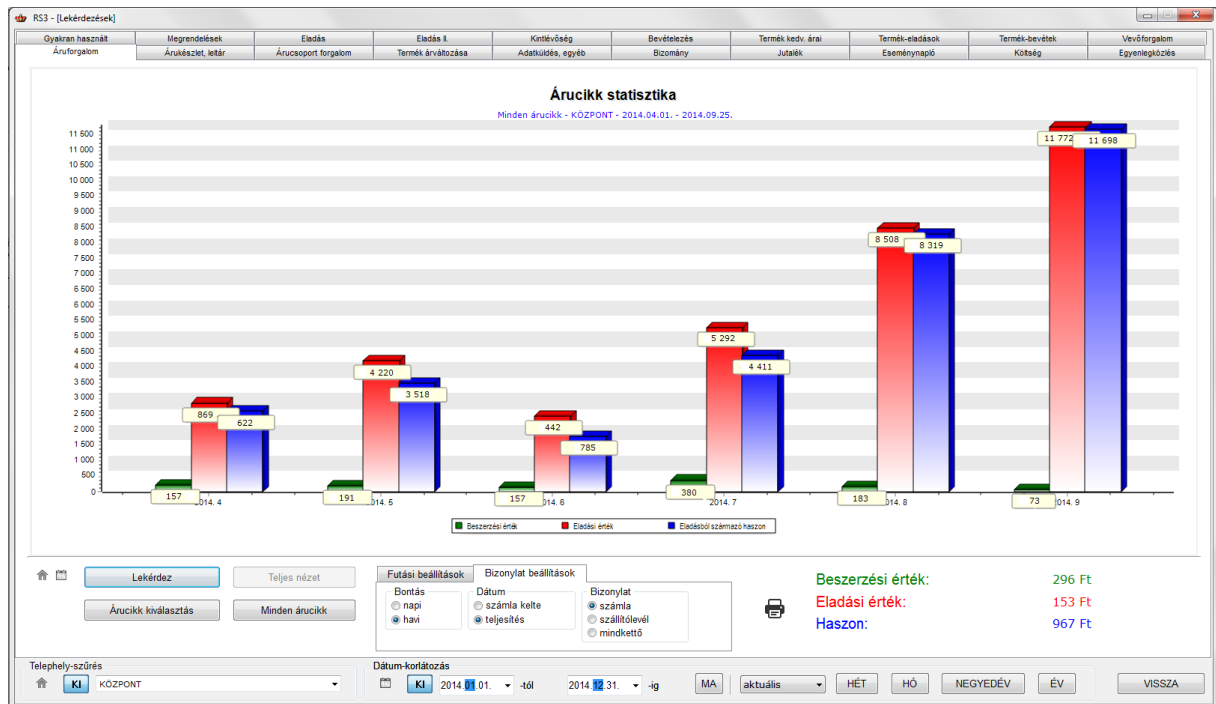 RS3 - [Lekérdezések]
Gyakran használt Megrendelések Eladás Eladás II. Kintlévőség Bevételezés Termék kedv. árai Termék-eladások Termék-bevétek Vevőforgalom
Áruforgalom Árukészlet, leltár Árucsoport forgalom Termék árváltozása Adatküldés, egyéb Bizomány Jutalék Eseménynapló Költség Egyenlegközlés
Árucikk statisztika
Minden árucikk - KÖZPONT - 2014.04.01. - 2014.09.25.
11 500
11 000
10 500
10 000
9 500
9 000
8 500
8 000
7 500
7 000
6 500
6 000
5 500
5 000
4 500
4 000
3 500
3 000
2 500
2 000
1 500
1 000
500
0
11 772 11 698
8 508 8 319
5 292
4 411
4 220
3 518
869 622
442
785
157 191 157 380 183 73
2014. 4 014. 5 014. 6 2014. 7 2014. 8 014. 9
Beszerzési érték Eladási érték Eladásból származó haszon
Lekérdez Teljes nézet
Árucikk kiválasztás Minden árucikk
Futási beállítások Bizonylat beállítások
Bontás Dátum Bizonylat
napi számla kelte számla
havi teljesítés szállítólevél
mindkettő
Beszerzési érték: 296 Ft
Eladási érték: 153 Ft
Haszon: 967 Ft
Telephely-szűrés Dátum-korlátozás
KI KÖZPONT KI 2014.01.01. -tól 2014.12.31. -ig MA aktuális HÉT HÓ NEGYEDÉV ÉV VISSZA